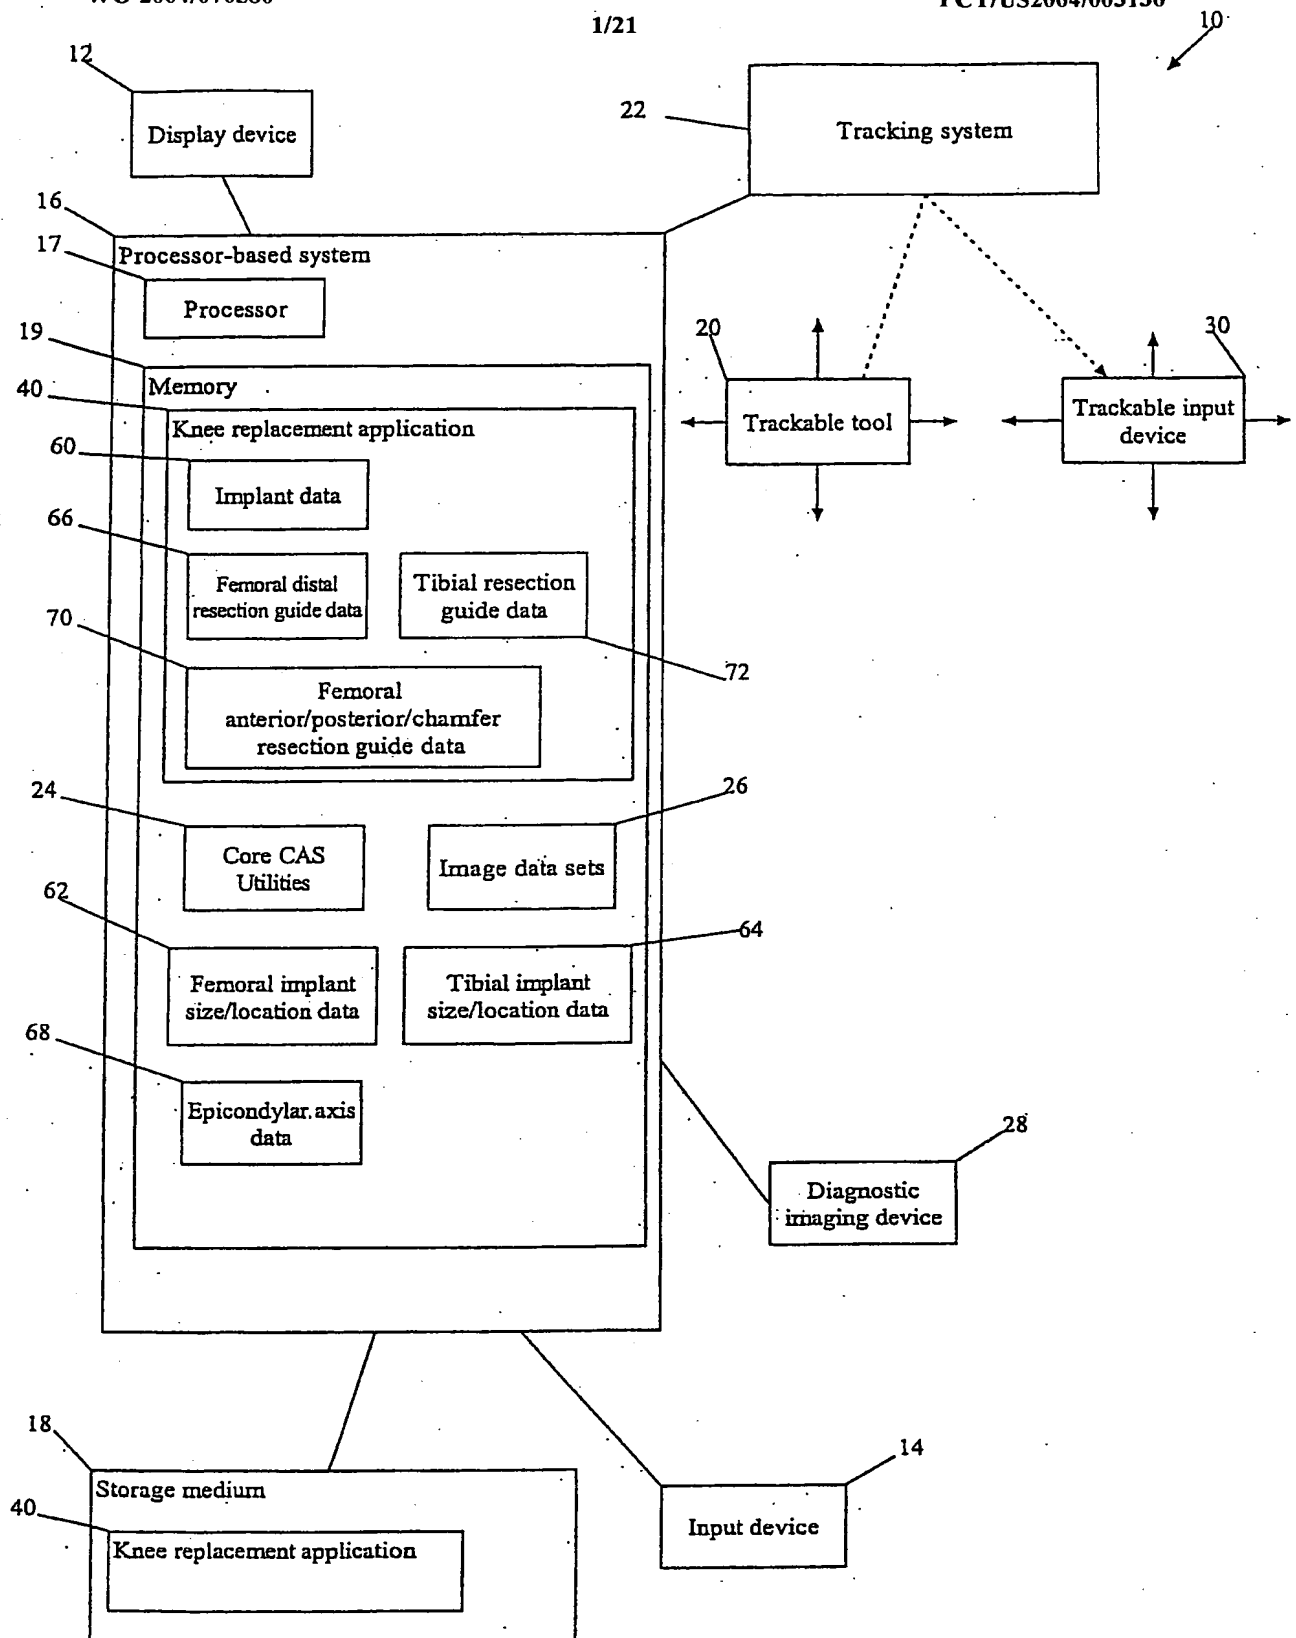 1/21
10
12
Display device
22
Tracking system
16
Processor-based system
17
Processor
19
Memory
40
Knee replacement application
60
Implant data
66
Femoral distal
resection guide data
Tibial resection
guide data
72
70
Femoral
anterior/posterior/chamfer
resection guide data
20
Trackable tool
30
Trackable input
device
24
Core CAS
Utilities
26
Image data sets
62
Femoral implant
size/location data
64
Tibial implant
size/location data
68
Epicondylar axis
data
28
Diagnostic
imaging device
18
Storage medium
40
Knee replacement application
14
Input device